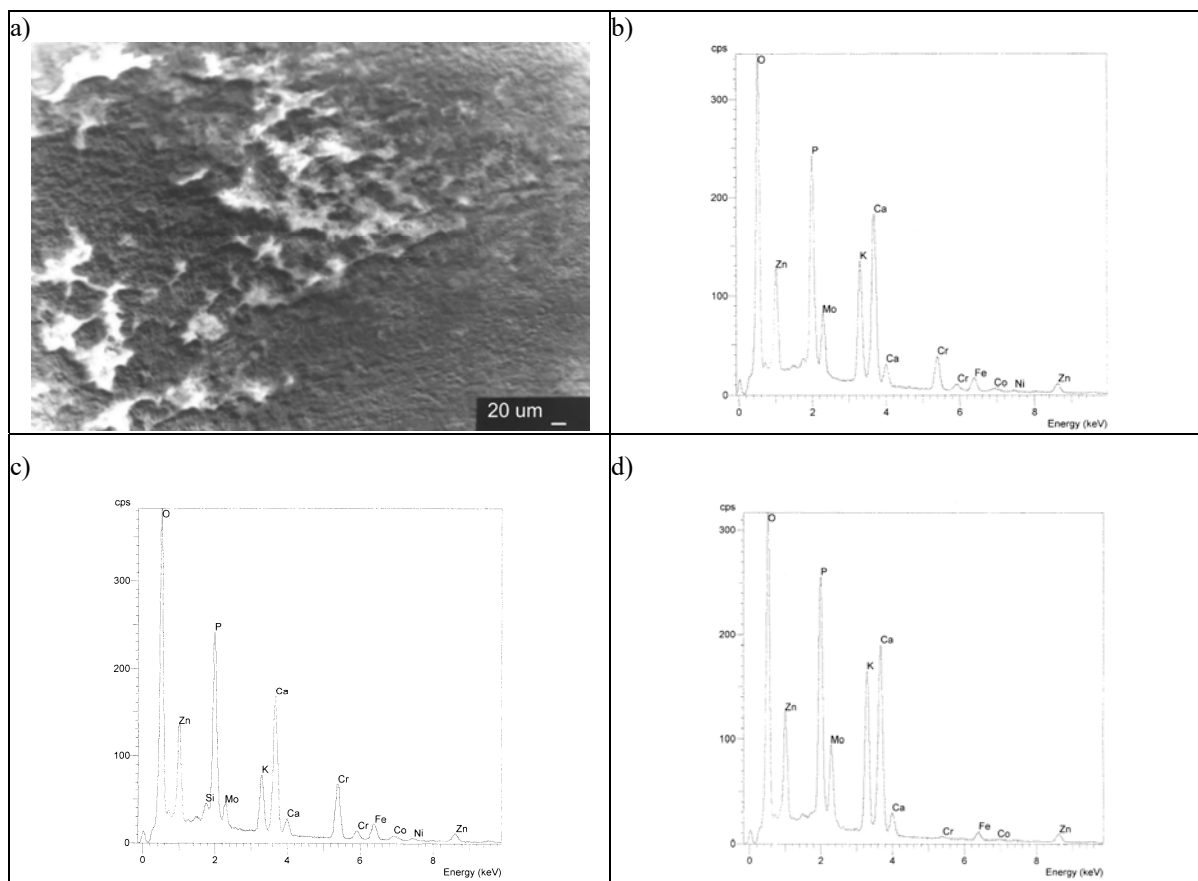 a)
20 um
b)
cps
O
300
P
200
Ca
K
Zn
100
Mo
Cr
Ca
Fe
Cr
Co
Ni
Zn
0
0 2 4 6 8
Energy (keV)
c)
cps
O
300
P
200
Ca
Zn
100
K
Cr
Si
Mo
Ca
Fe
Cr
Co
Ni
Zn
0
0 2 4 6 8
Energy (keV)
d)
cps
O
300
P
200
Ca
K
Zn
Mo
100
Ca
Cr
Fe
Co
Zn
0
0 2 4 6 8
Energy (keV)